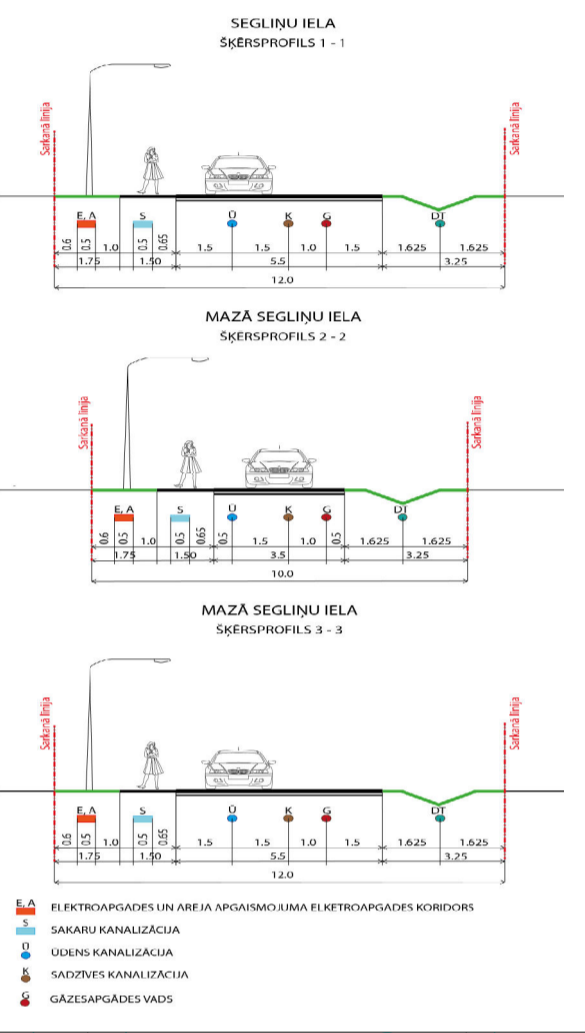 SEGLIŅU IELA
ŠĶĒRSPROFILS 1 - 1
Sarkanā līnija
Sarkanā līnija
E, A S Ū K G DT
0.6 0.5 1.0 0.5 0.65 1.5 1.5 1.0 1.5 1.625 1.625
1.75 1.50 5.5 3.25
12.0
MAZĀ SEGLIŅU IELA
ŠĶĒRSPROFILS 2 - 2
Sarkanā līnija
Sarkanā līnija
E, A S Ū K G DT
0.6 0.5 1.0 0.5 0.65 0.5 1.5 1.0 0.5 1.625 1.625
1.75 1.50 3.5 3.25
10.0
MAZĀ SEGLIŅU IELA
ŠĶĒRSPROFILS 3 - 3
Sarkanā līnija
Sarkanā līnija
E, A S Ū K G DT
0.6 0.5 1.0 0.5 0.65 1.5 1.5 1.0 1.5 1.625 1.625
1.75 1.50 5.5 3.25
12.0
E, A ELEKTROAPGADES UN AREJA APGAISMOJUMA ELKETROAPGADES KORIDORS
S SAKARU KANALIZĀCIJA
Ū ŪDENS KANALIZĀCIJA
K SADZĪVES KANALIZĀCIJA
G GĀZESAPGĀDES VADS